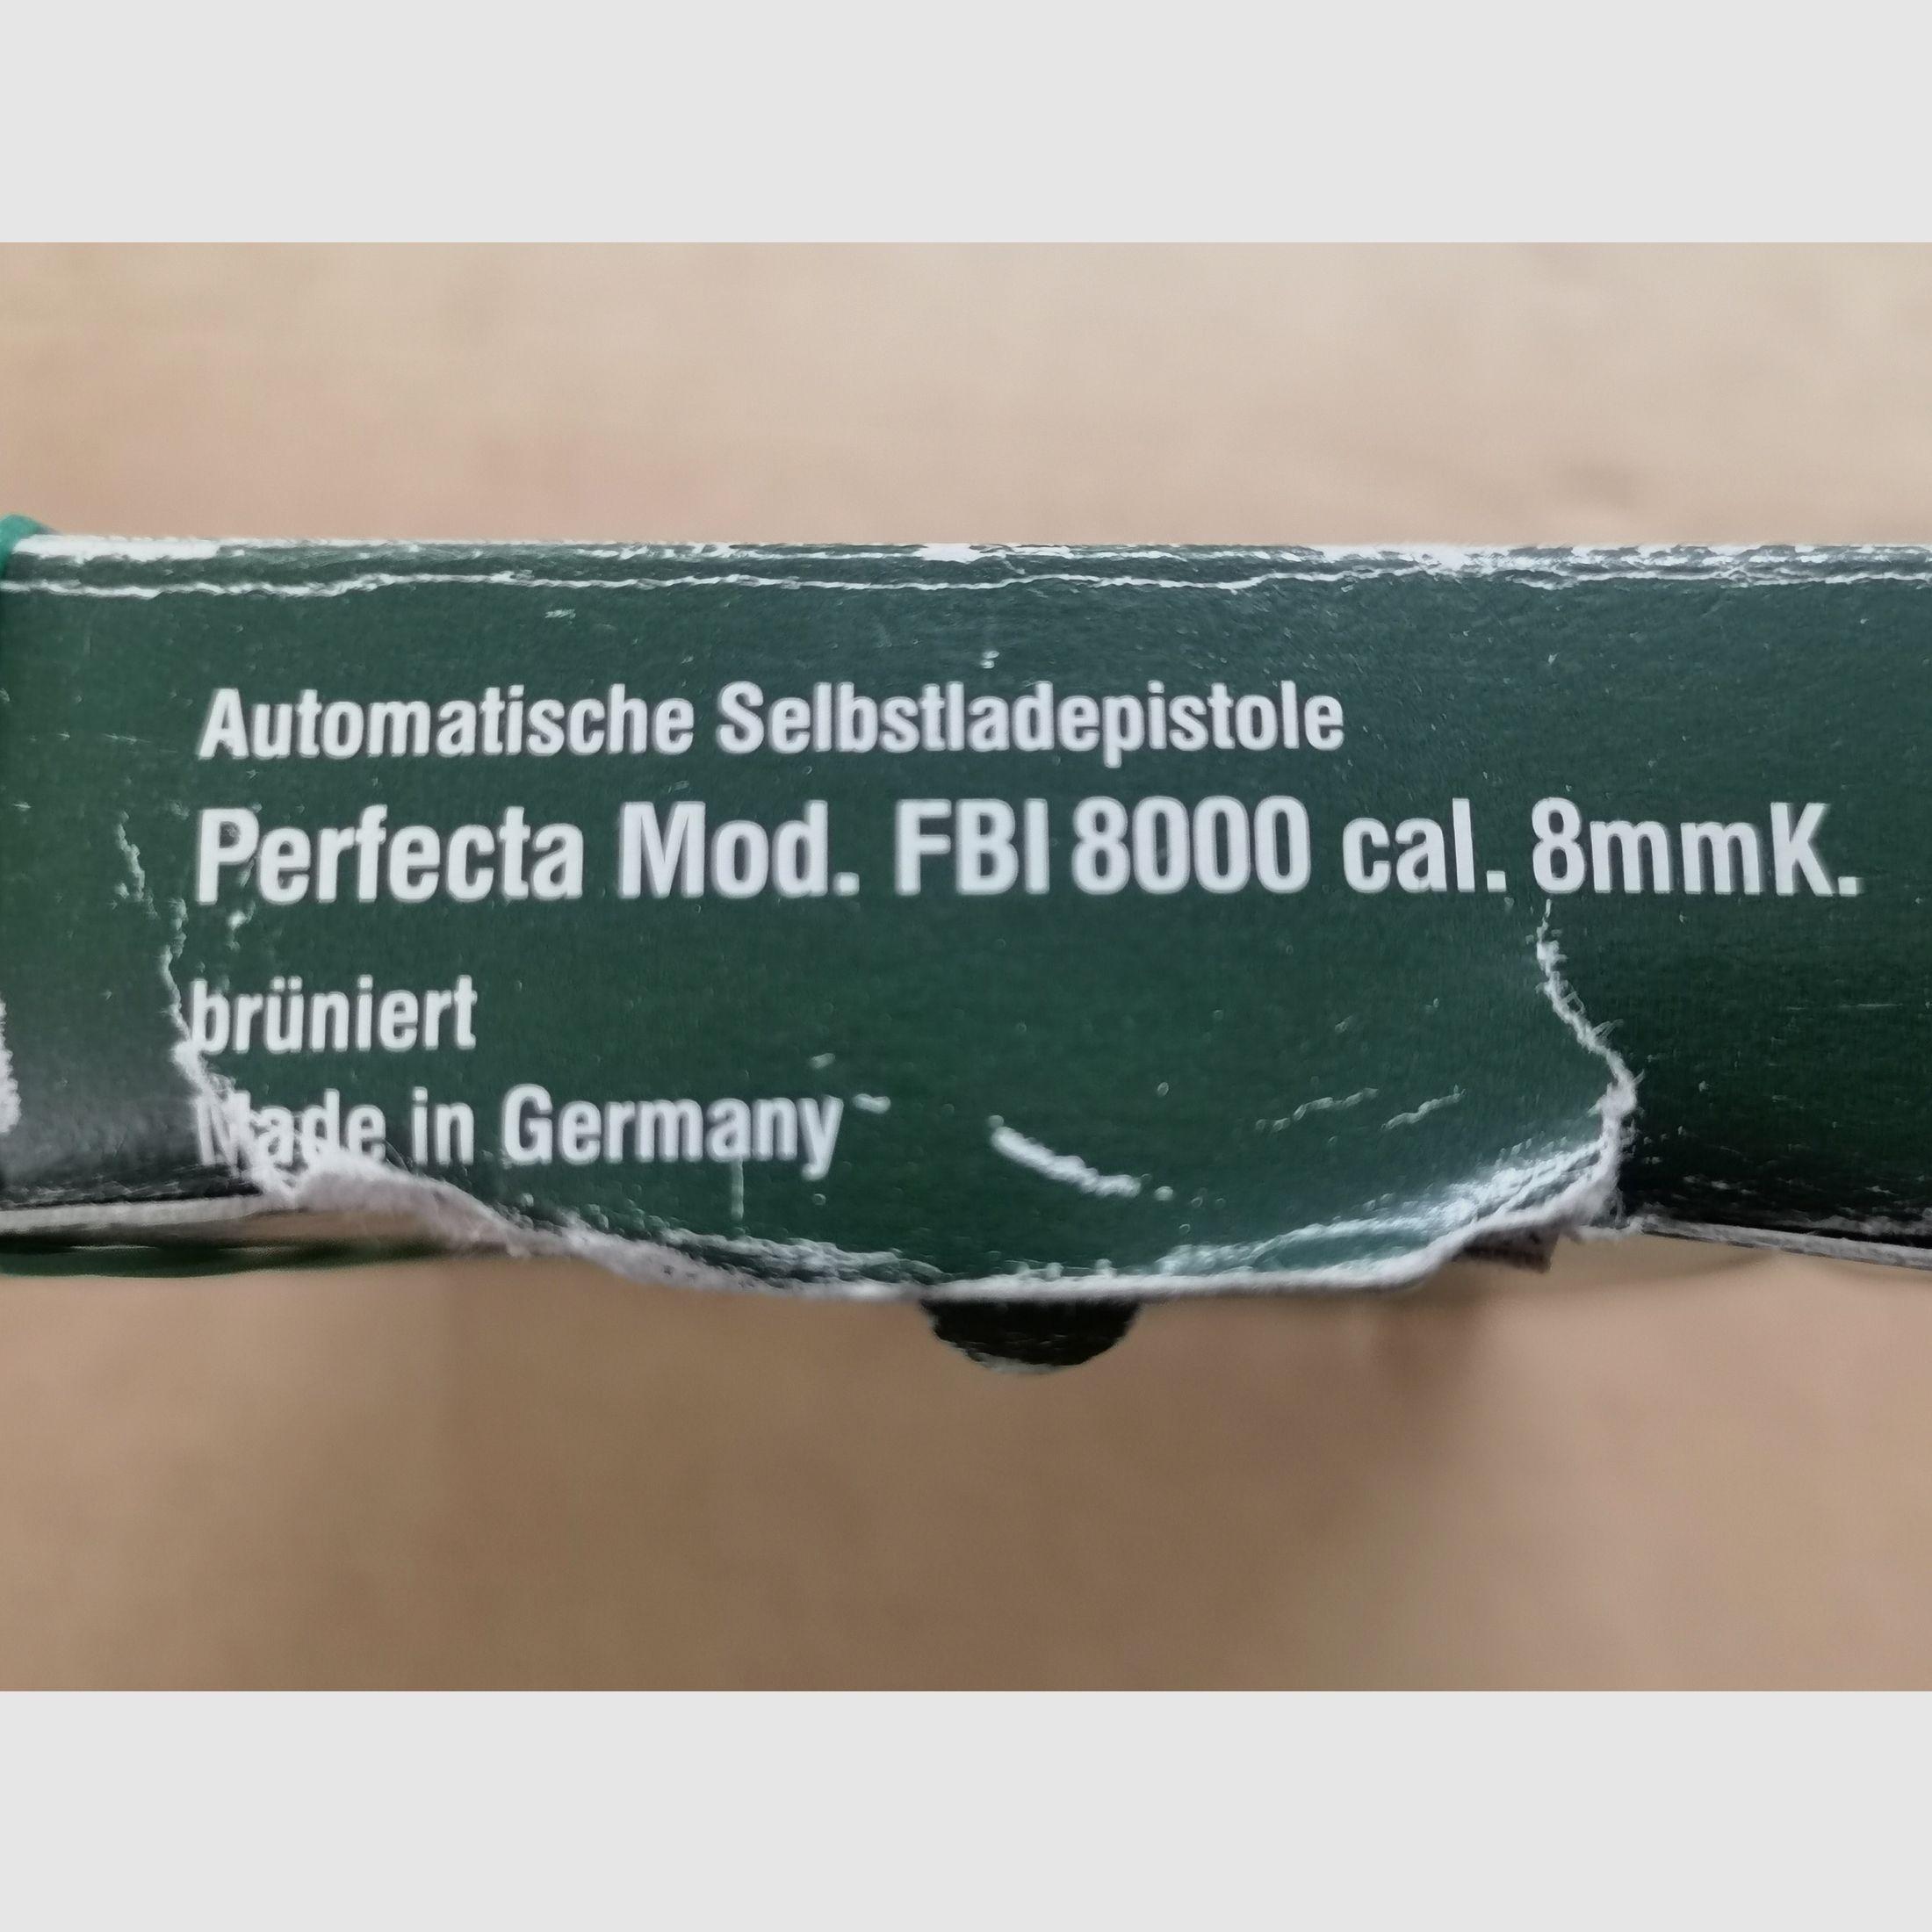 Automatische Selbstladepistole
Perfecta Mod. FBI 8000 cal. 8mmK.
brüniert
Made in Germany